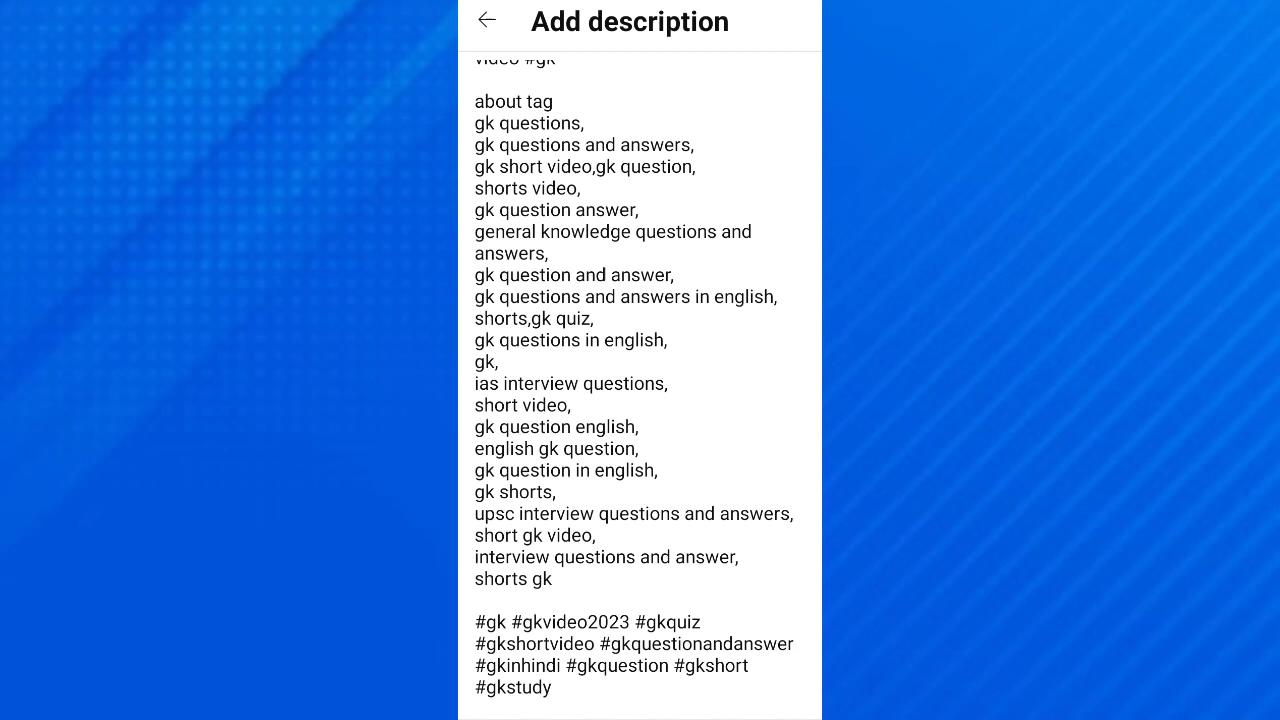 Add description
video #gk
about tag
gk questions,
gk questions and answers,
gk short video,gk question,
shorts video,
gk question answer,
general knowledge questions and
answers,
gk question and answer,
gk questions and answers in english,
shorts,gk quiz,
gk questions in english,
gk,
ias interview questions,
short video,
gk question english,
english gk question,
gk question in english,
gk shorts,
upsc interview questions and answers,
short gk video,
interview questions and answer,
shorts gk
#gk #gkvideo2023 #gkquiz
#gkshortvideo #gkquestionandanswer
#gkinhindi #gkquestion #gkshort
#gkstudy